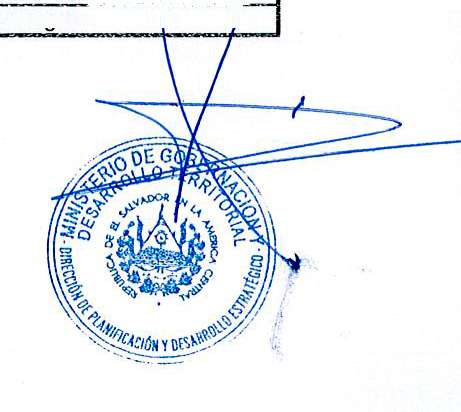 MINISTERIO DE GOBERNACIÓN Y
DESARROLLO TERRITORIAL
REPÚBLICA DE EL SALVADOR EN LA AMÉRICA CENTRAL
DIRECCIÓN DE PLANIFICACIÓN Y DESARROLLO ESTRATÉGICO